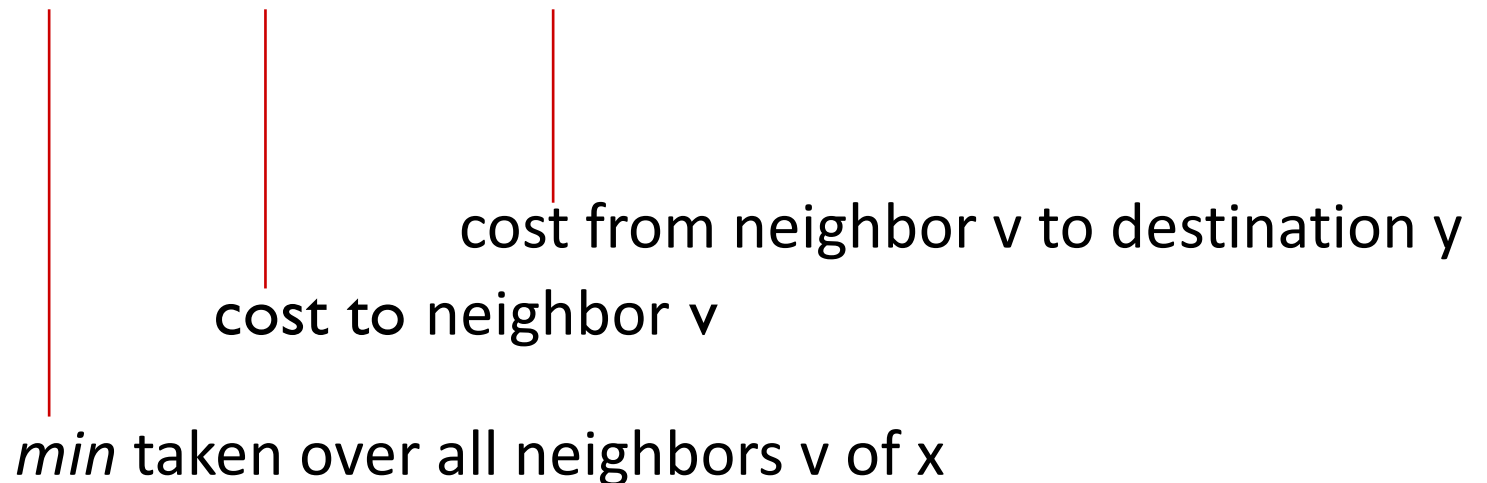 cost from neighbor v to destination y
cost to neighbor v
min taken over all neighbors v of x